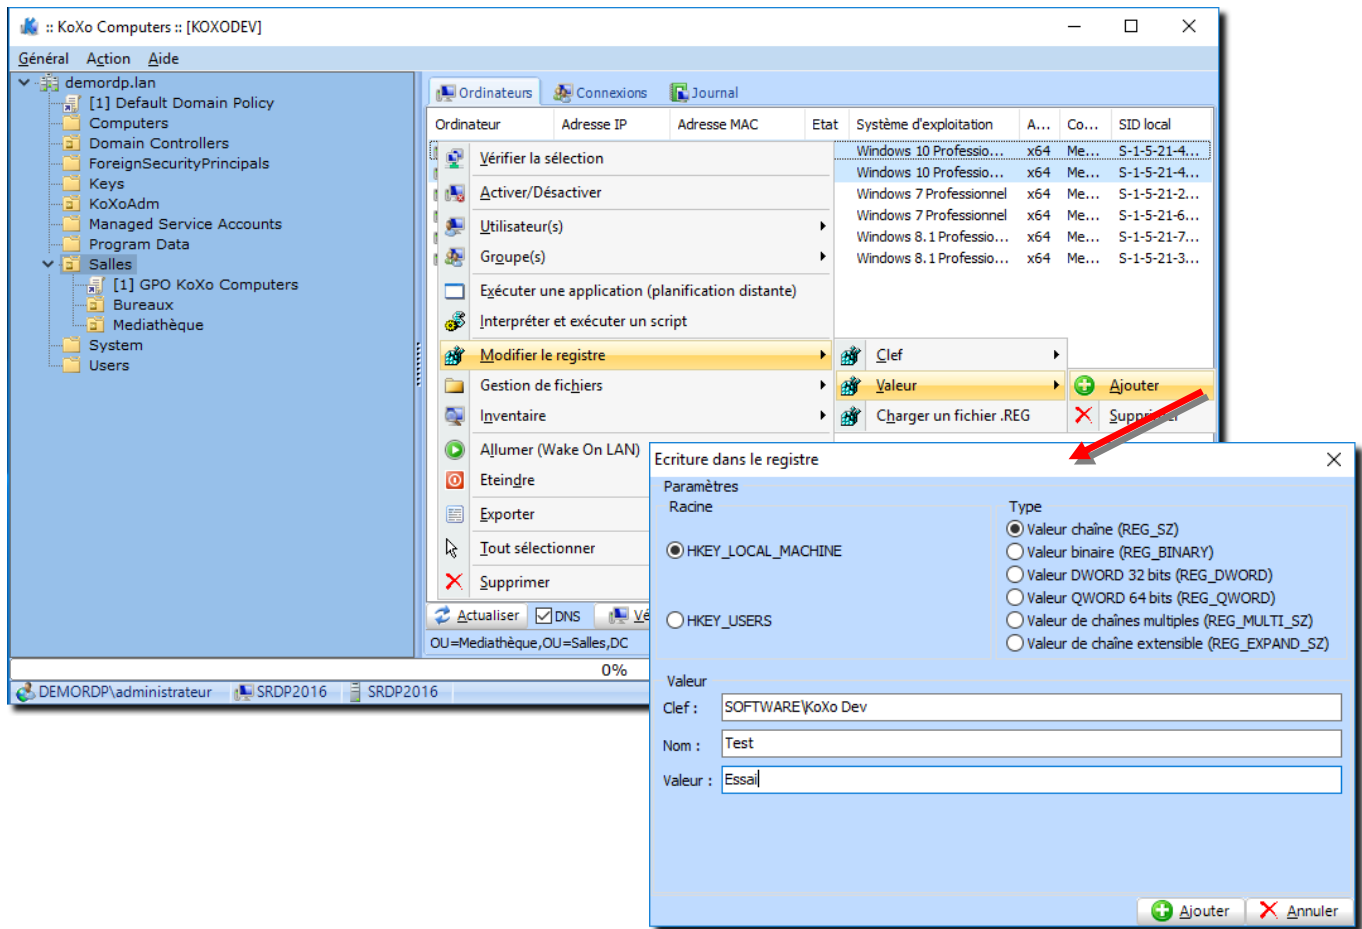 :: KoXo Computers :: [KOXODEV]
Général Action Aide
demordp.lan
[1] Default Domain Policy
Computers
Domain Controllers
ForeignSecurityPrincipals
Keys
KoXoAdm
Managed Service Accounts
Program Data
Salles
[1] GPO KoXo Computers
Bureaux
Mediathèque
System
Users
Ordinateurs Connexions Journal
Ordinateur Adresse IP Adresse MAC Etat Système d'exploitation A... Co... SID local
Windows 10 Professio... x64 Me... S-1-5-21-4...
Windows 10 Professio... x64 Me... S-1-5-21-4...
Windows 7 Professionnel x64 Me... S-1-5-21-2...
Windows 7 Professionnel x64 Me... S-1-5-21-6...
Windows 8.1 Professio... x64 Me... S-1-5-21-7...
Windows 8.1 Professio... x64 Me... S-1-5-21-3...
Vérifier la sélection
Activer/Désactiver
Utilisateur(s)
Groupe(s)
Exécuter une application (planification distante)
Interpréter et exécuter un script
Modifier le registre
Gestion de fichiers
Inventaire
Allumer (Wake On LAN)
Eteindre
Exporter
Tout sélectionner
Supprimer
Clef
Valeur
Charger un fichier .REG
Ajouter
Supprimer
Actualiser DNS Vé
OU=Mediathèque,OU=Salles,DC
0%
DEMORDP\administrateur SRDP2016 SRDP2016
Ecriture dans le registre
Paramètres
Racine
HKEY_LOCAL_MACHINE
HKEY_USERS
Type
Valeur chaîne (REG_SZ)
Valeur binaire (REG_BINARY)
Valeur DWORD 32 bits (REG_DWORD)
Valeur QWORD 64 bits (REG_QWORD)
Valeur de chaînes multiples (REG_MULTI_SZ)
Valeur de chaîne extensible (REG_EXPAND_SZ)
Valeur
Clef : SOFTWARE\KoXo Dev
Nom : Test
Valeur : Essai
Ajouter Annuler